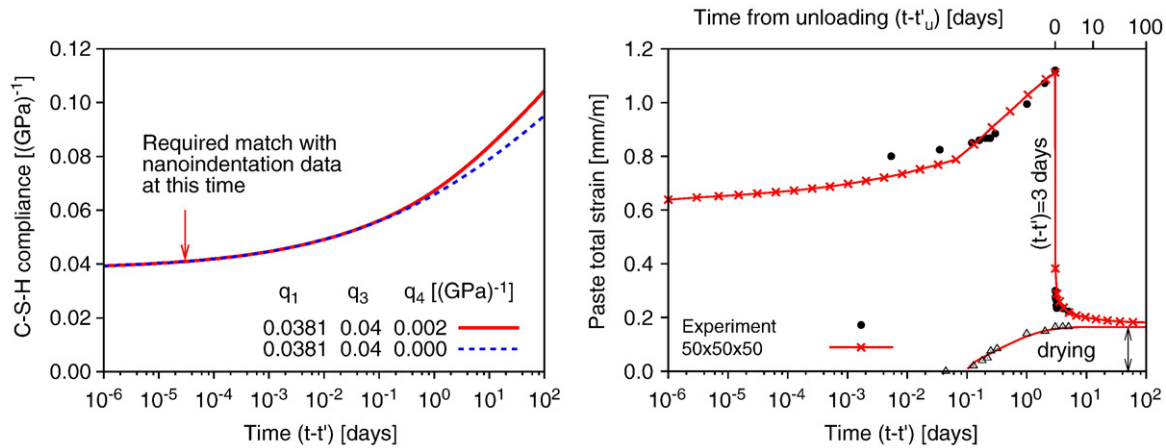 0.12
0.10
0.08
0.06
0.04
0.02
0.00
C-S-H compliance [(GPa)⁻¹]
Required match with
nanoindentation data
at this time
q₁ q₃ q₄ [(GPa)⁻¹]
0.0381 0.04 0.002
0.0381 0.04 0.000
10⁻⁶ 10⁻⁵ 10⁻⁴ 10⁻³ 10⁻² 10⁻¹ 10⁰ 10¹ 10²
Time (t-t') [days]
Time from unloading (t-t'ᵤ) [days]
0 10 100
1.2
1.0
0.8
0.6
0.4
0.2
0.0
Paste total strain [mm/m]
(t-t')=3 days
Experiment
50x50x50
drying
10⁻⁶ 10⁻⁵ 10⁻⁴ 10⁻³ 10⁻² 10⁻¹ 10⁰ 10¹ 10²
Time (t-t') [days]